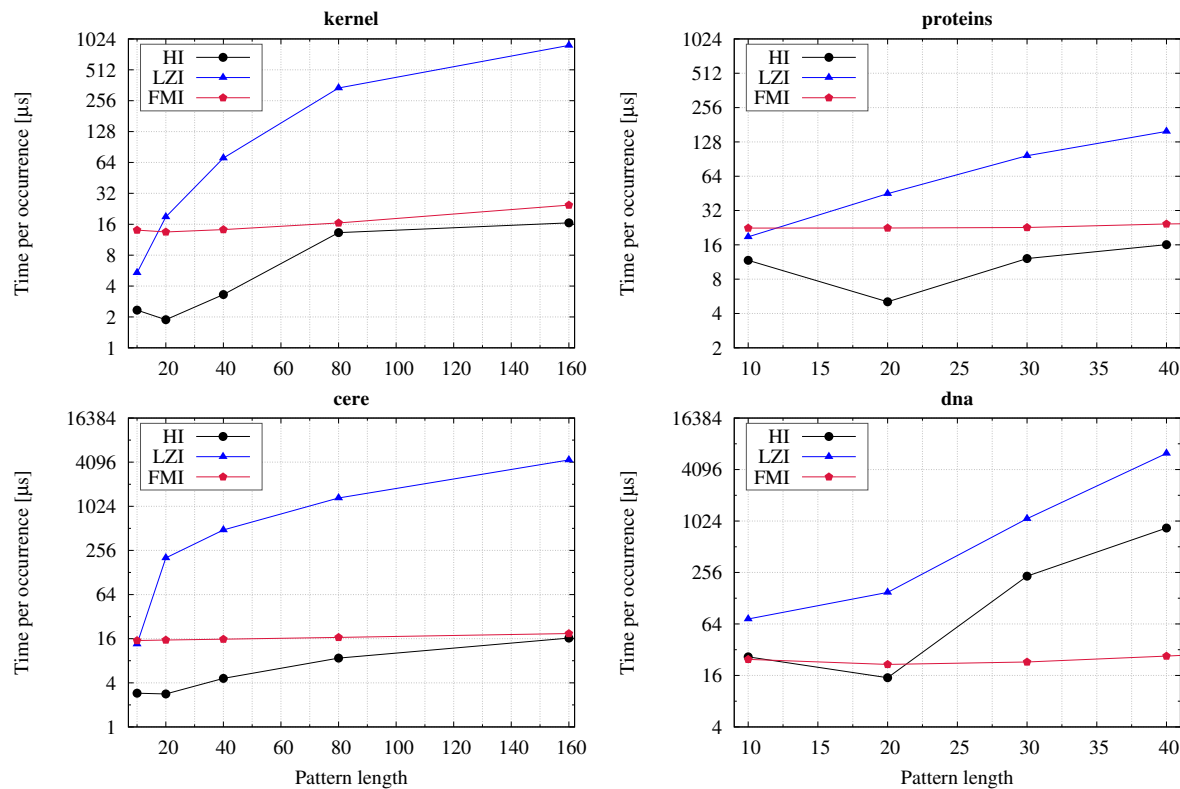 kernel
Time per occurrence [µs]
1024
512
256
128
64
32
16
8
4
2
1
HI
LZI
FMI
20 40 60 80 100 120 140 160
proteins
Time per occurrence [µs]
1024
512
256
128
64
32
16
8
4
2
HI
LZI
FMI
10 15 20 25 30 35 40
cere
Time per occurrence [µs]
16384
4096
1024
256
64
16
4
1
HI
LZI
FMI
20 40 60 80 100 120 140 160
Pattern length
dna
Time per occurrence [µs]
16384
4096
1024
256
64
16
4
HI
LZI
FMI
10 15 20 25 30 35 40
Pattern length